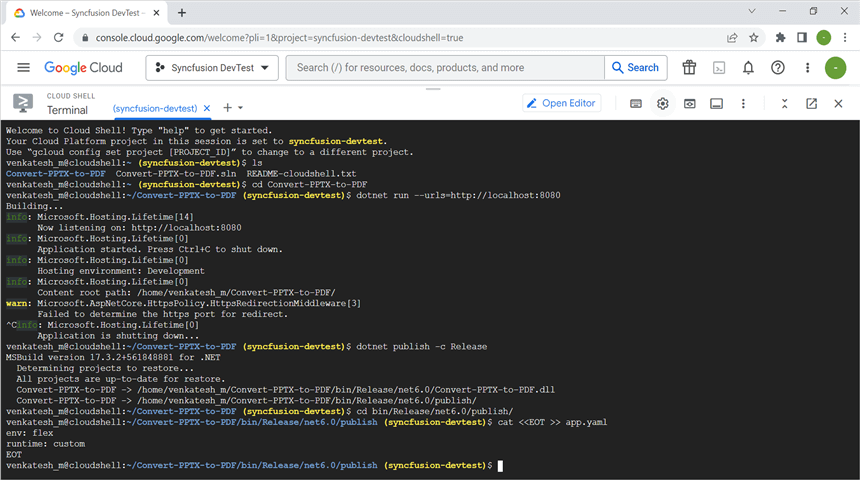 Welcome – Syncfusion DevTest –
console.cloud.google.com/welcome?pli=1&project=syncfusion-devtest&cloudshell=true
Google Cloud
Syncfusion DevTest
Search (/) for resources, docs, products, and more
Search
CLOUD SHELL
Terminal
(syncfusion-devtest)
Open Editor
Welcome to Cloud Shell! Type "help" to get started.
Your Cloud Platform project in this session is set to syncfusion-devtest.
Use “gcloud config set project [PROJECT_ID]” to change to a different project.
venkatesh_m@cloudshell:~ (syncfusion-devtest)$ ls
Convert-PPTX-to-PDF Convert-PPTX-to-PDF.sln README-cloudshell.txt
venkatesh_m@cloudshell:~ (syncfusion-devtest)$ cd Convert-PPTX-to-PDF
venkatesh_m@cloudshell:~/Convert-PPTX-to-PDF (syncfusion-devtest)$ dotnet run --urls=http://localhost:8080
Building...
info: Microsoft.Hosting.Lifetime[14]
Now listening on: http://localhost:8080
info: Microsoft.Hosting.Lifetime[0]
Application started. Press Ctrl+C to shut down.
info: Microsoft.Hosting.Lifetime[0]
Hosting environment: Development
info: Microsoft.Hosting.Lifetime[0]
Content root path: /home/venkatesh_m/Convert-PPTX-to-PDF/
warn: Microsoft.AspNetCore.HttpsPolicy.HttpsRedirectionMiddleware[3]
Failed to determine the https port for redirect.
^Cinfo: Microsoft.Hosting.Lifetime[0]
Application is shutting down...
venkatesh_m@cloudshell:~/Convert-PPTX-to-PDF (syncfusion-devtest)$ dotnet publish -c Release
MSBuild version 17.3.2+561848881 for .NET
Determining projects to restore...
All projects are up-to-date for restore.
Convert-PPTX-to-PDF -> /home/venkatesh_m/Convert-PPTX-to-PDF/bin/Release/net6.0/Convert-PPTX-to-PDF.dll
Convert-PPTX-to-PDF -> /home/venkatesh_m/Convert-PPTX-to-PDF/bin/Release/net6.0/publish/
venkatesh_m@cloudshell:~/Convert-PPTX-to-PDF (syncfusion-devtest)$ cd bin/Release/net6.0/publish/
venkatesh_m@cloudshell:~/Convert-PPTX-to-PDF/bin/Release/net6.0/publish (syncfusion-devtest)$ cat <<EOT >> app.yaml
env: flex
runtime: custom
EOT
venkatesh_m@cloudshell:~/Convert-PPTX-to-PDF/bin/Release/net6.0/publish (syncfusion-devtest)$